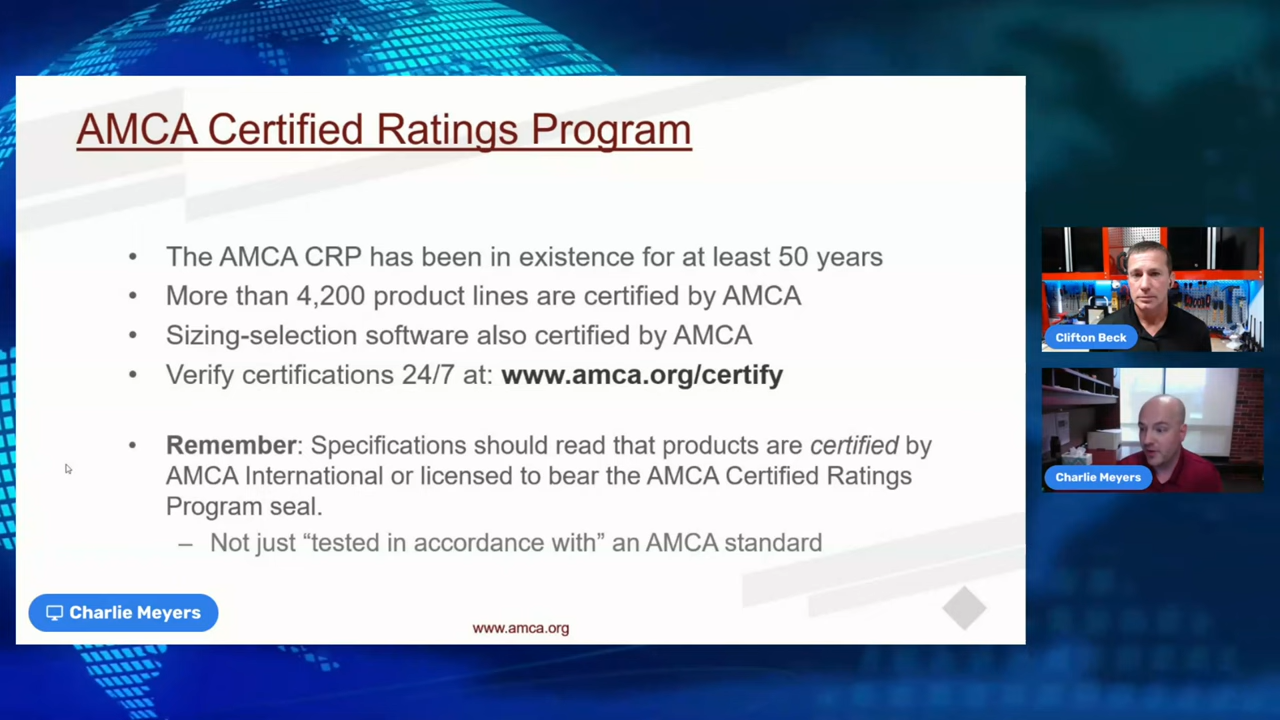 AMCA Certified Ratings Program
• The AMCA CRP has been in existence for at least 50 years
• More than 4,200 product lines are certified by AMCA
• Sizing-selection software also certified by AMCA
• Verify certifications 24/7 at: www.amca.org/certify
• Remember: Specifications should read that products are certified by
AMCA International or licensed to bear the AMCA Certified Ratings
Program seal.
– Not just “tested in accordance with” an AMCA standard
Charlie Meyers
www.amca.org
Clifton Beck
Charlie Meyers